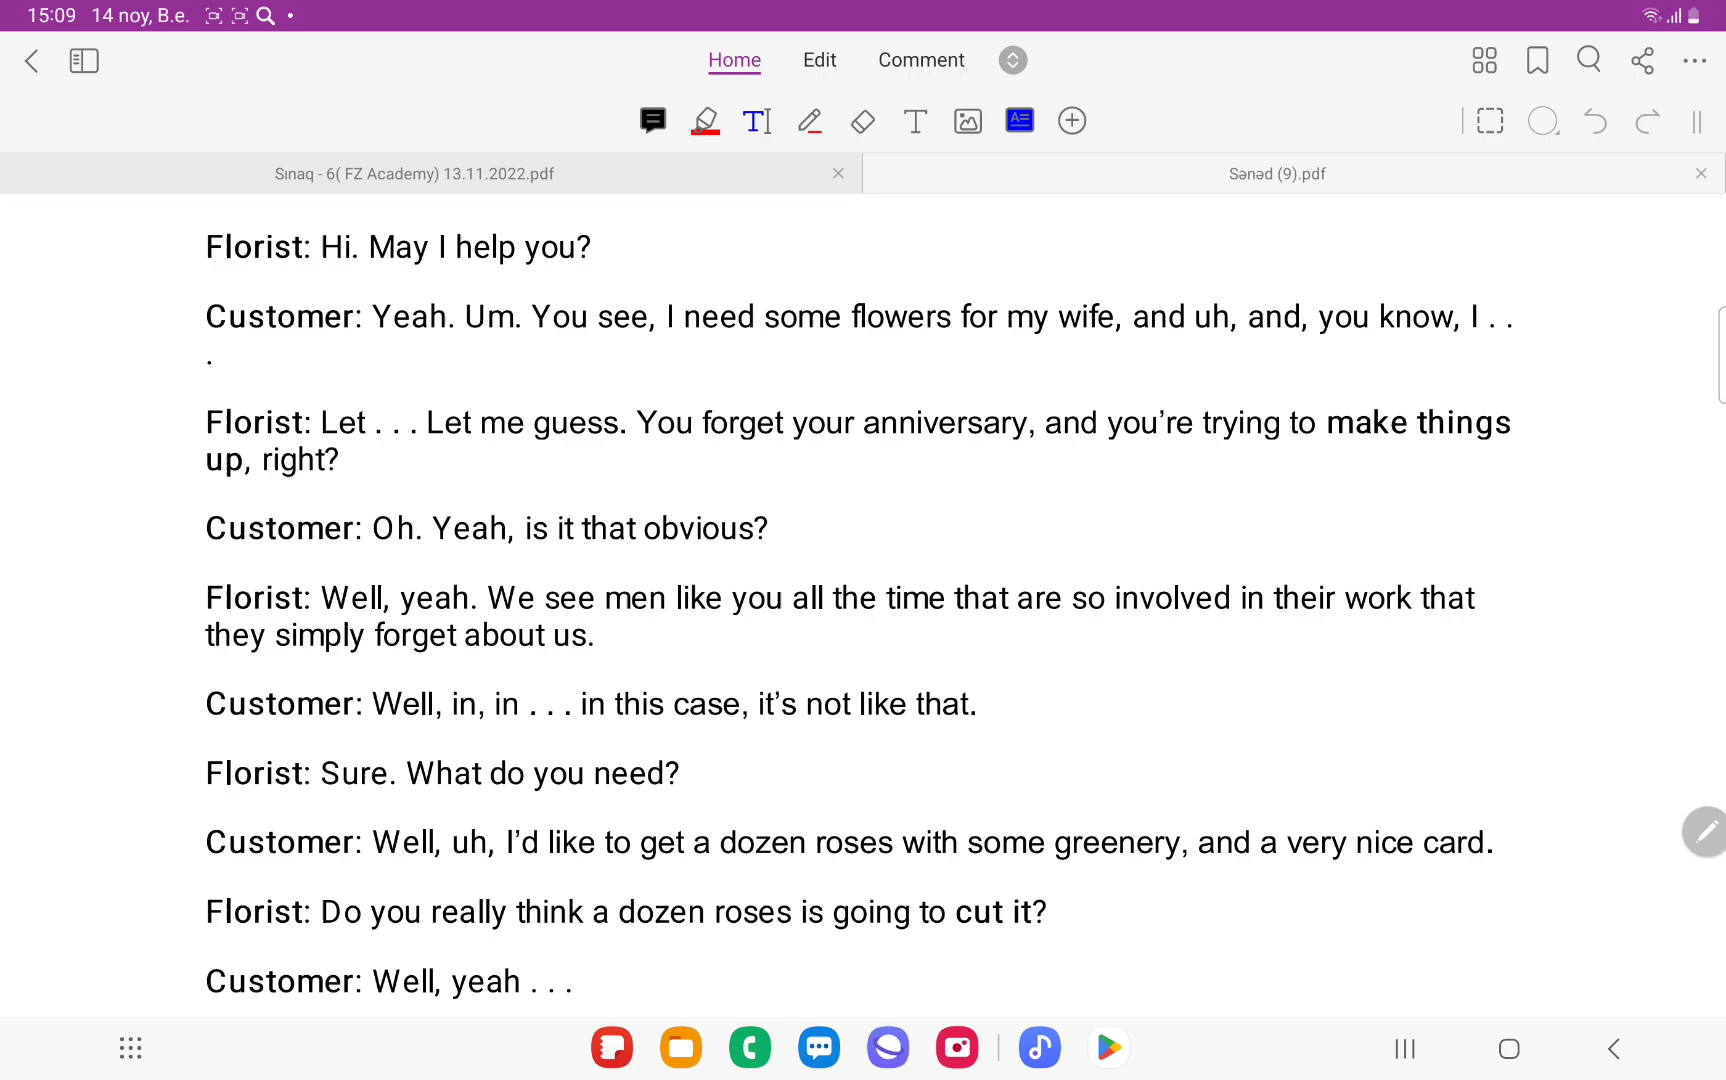 15:09 14 noy, B.e.
Home Edit Comment
Sınaq - 6( FZ Academy) 13.11.2022.pdf
Sənəd (9).pdf
Florist: Hi. May I help you?
Customer: Yeah. Um. You see, I need some flowers for my wife, and uh, and, you know, I . .
.
Florist: Let . . . Let me guess. You forget your anniversary, and you’re trying to make things
up, right?
Customer: Oh. Yeah, is it that obvious?
Florist: Well, yeah. We see men like you all the time that are so involved in their work that
they simply forget about us.
Customer: Well, in, in . . . in this case, it’s not like that.
Florist: Sure. What do you need?
Customer: Well, uh, I’d like to get a dozen roses with some greenery, and a very nice card.
Florist: Do you really think a dozen roses is going to cut it?
Customer: Well, yeah . . .